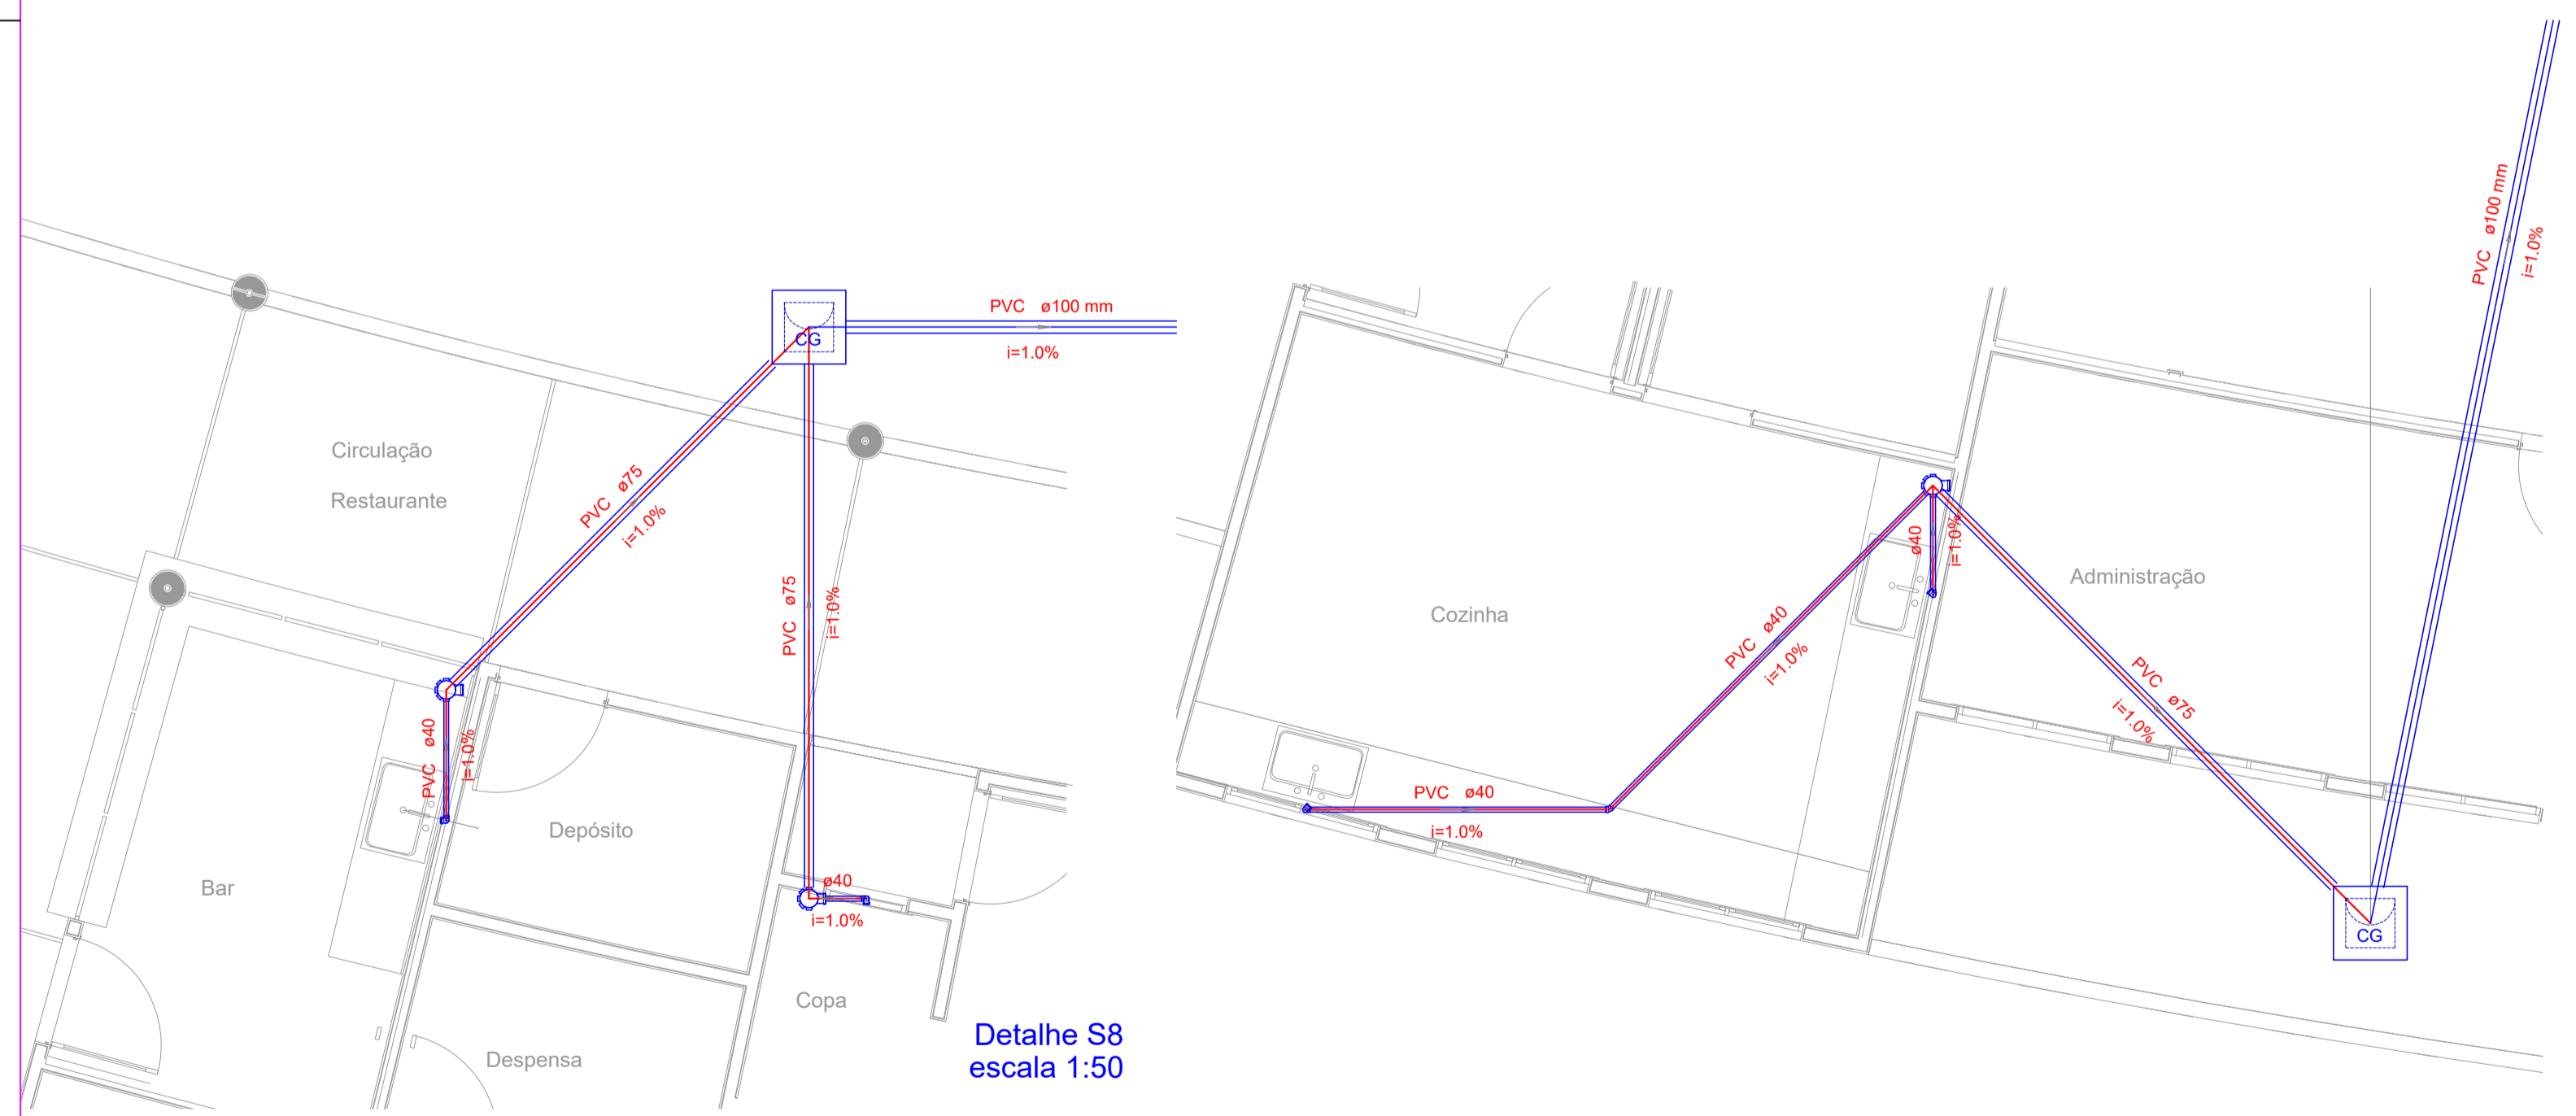 PVC ø100 mm
i=1.0%
CG
Circulação
Restaurante
PVC ø75
i=1.0%
PVC ø75
i=1.0%
PVC ø40
i=1.0%
Depósito
Bar
ø40
i=1.0%
Copa
Despensa
Detalhe S8
escala 1:50
PVC ø100 mm
i=1.0%
ø40
i=1.0%
Administração
Cozinha
PVC ø40
i=1.0%
PVC ø75
i=1.0%
PVC ø40
i=1.0%
CG